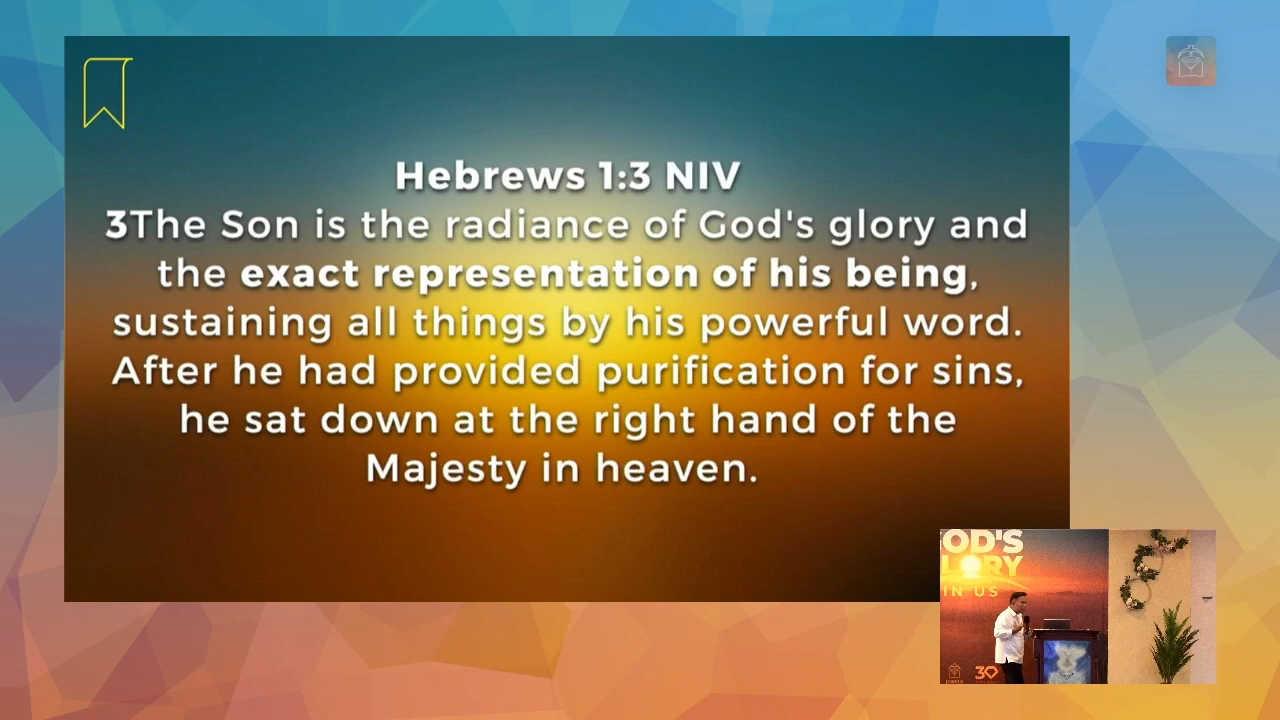 Hebrews 1:3 NIV
3The Son is the radiance of God's glory and
the exact representation of his being,
sustaining all things by his powerful word.
After he had provided purification for sins,
he sat down at the right hand of the
Majesty in heaven.
OD'S
LORY
IN US
30